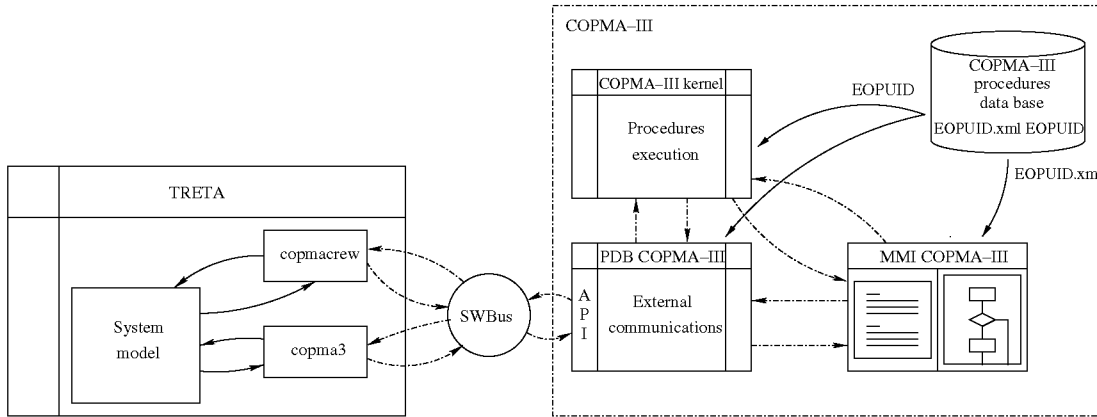 COPMA–III
COPMA–III kernel
Procedures
execution
EOPUID
COPMA–III
procedures
data base
EOPUID.xml EOPUID
EOPUID.xm
TRETA
copmacrew
System
model
copma3
SWBus
A
P
I
PDB COPMA–III
External
communications
MMI COPMA–III